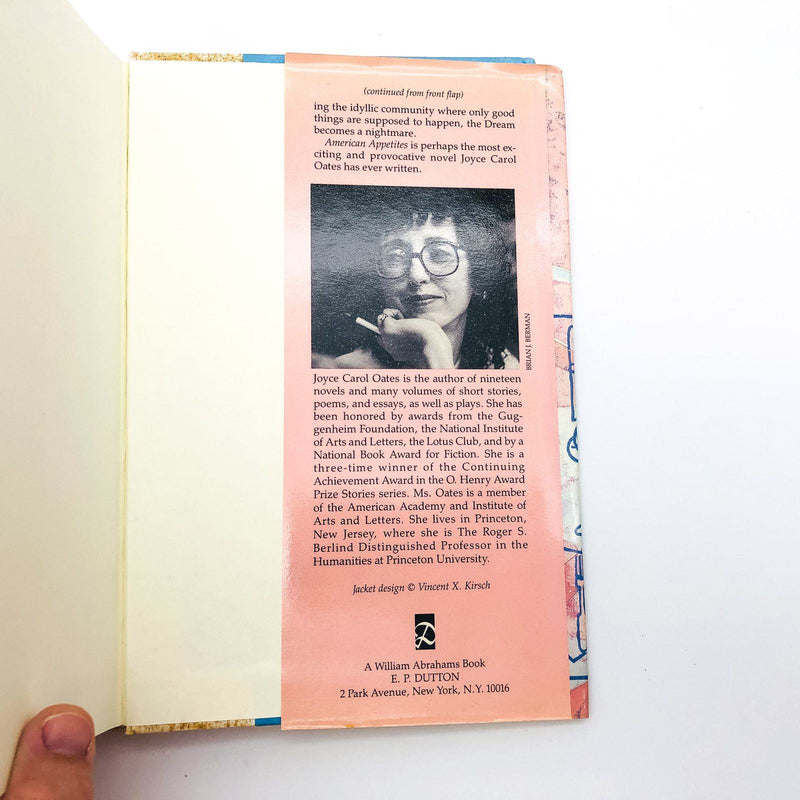 (continued from front flap)
ing the idyllic community where only good
things are supposed to happen, the Dream
becomes a nightmare.
American Appetites is perhaps the most ex-
citing and provocative novel Joyce Carol
Oates has ever written.
BRIAN J. BERMAN
Joyce Carol Oates is the author of nineteen
novels and many volumes of short stories,
poems, and essays, as well as plays. She has
been honored by awards from the Gug-
genheim Foundation, the National Institute
of Arts and Letters, the Lotus Club, and by a
National Book Award for Fiction. She is a
three-time winner of the Continuing
Achievement Award in the O. Henry Award
Prize Stories series. Ms. Oates is a member
of the American Academy and Institute of
Arts and Letters. She lives in Princeton,
New Jersey, where she is The Roger S.
Berlind Distinguished Professor in the
Humanities at Princeton University.
Jacket design © Vincent X. Kirsch
D
A William Abrahams Book
E. P. DUTTON
2 Park Avenue, New York, N.Y. 10016